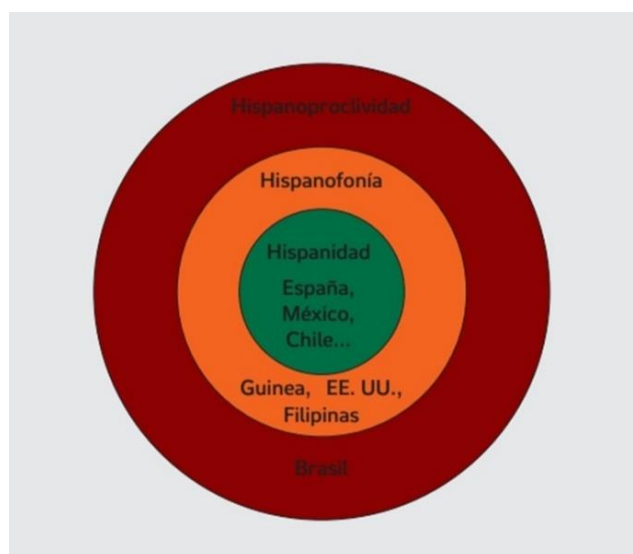 Hispanoproclividad
Hispanofonía
Hispanidad
España,
México,
Chile...
Guinea, EE. UU.,
Filipinas
Brasil